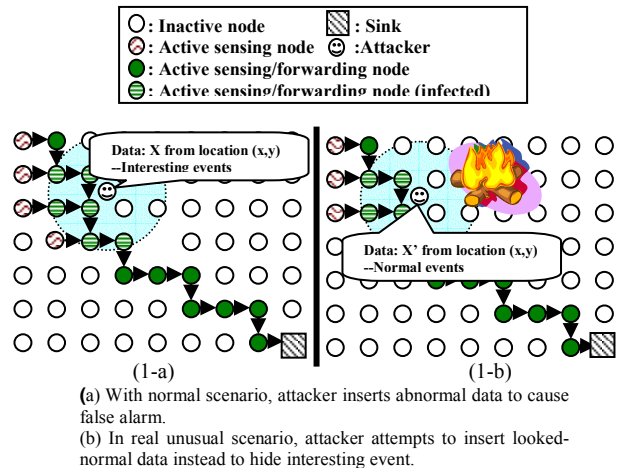 : Inactive node
: Sink
: Active sensing node
:Attacker
: Active sensing/forwarding node
: Active sensing/forwarding node (infected)
Data: X from location (x,y)
--Interesting events
Data: X' from location (x,y)
--Normal events
(1-a)
(1-b)
(a) With normal scenario, attacker inserts abnormal data to cause
false alarm.
(b) In real unusual scenario, attacker attempts to insert looked-
normal data instead to hide interesting event.